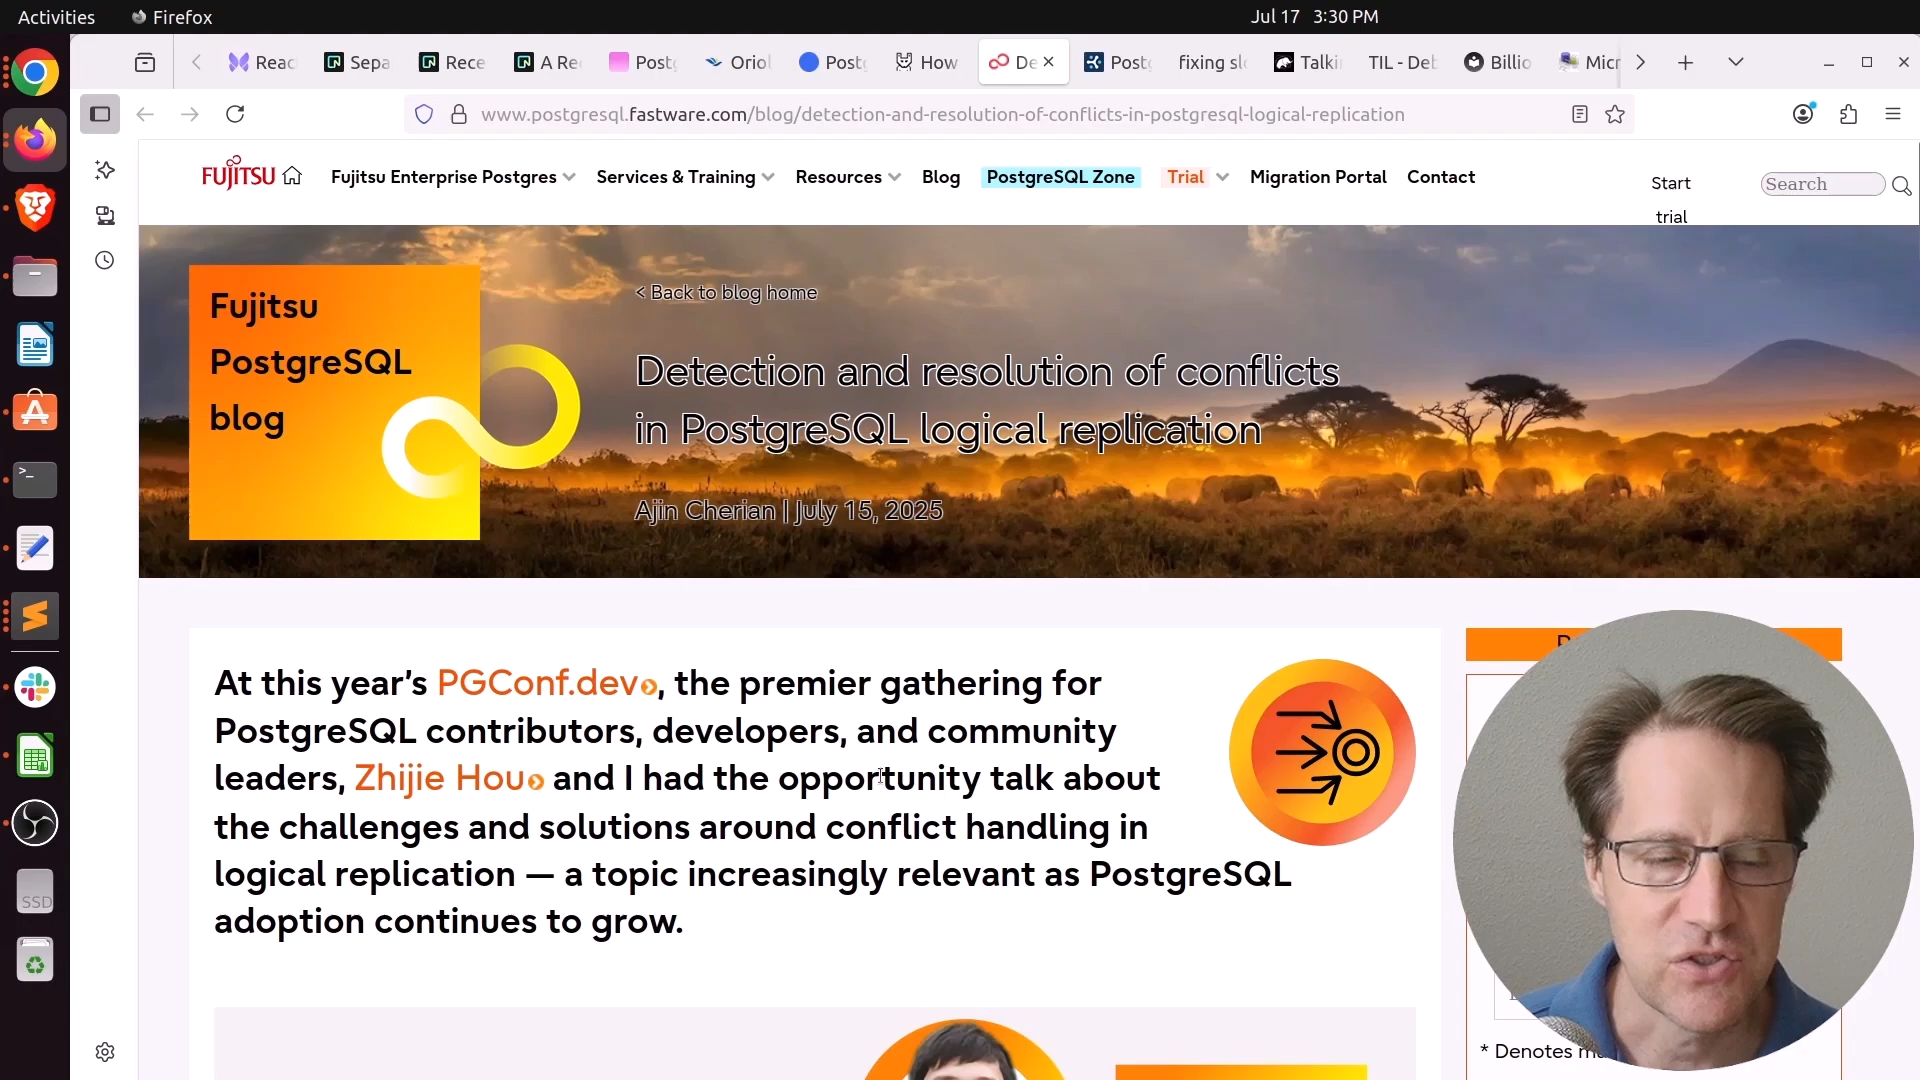 Activities
Firefox
Jul 17 3:30 PM
Reac
Sepa
Rece
A Re
Postg
Oriol
Postg
How
De
Postg
fixing slo
Talki
TIL - Deb
Billio
Micr
www.postgresql.fastware.com/blog/detection-and-resolution-of-conflicts-in-postgresql-logical-replication
FUJITSU
Fujitsu Enterprise Postgres
Services & Training
Resources
Blog
PostgreSQL Zone
Trial
Migration Portal
Contact
Start
trial
Search
Fujitsu
PostgreSQL
blog
< Back to blog home
Detection and resolution of conflicts
in PostgreSQL logical replication
Ajin Cherian | July 15, 2025
At this year's PGConf.dev, the premier gathering for
PostgreSQL contributors, developers, and community
leaders, Zhijie Hou and I had the opportunity talk about
the challenges and solutions around conflict handling in
logical replication — a topic increasingly relevant as PostgreSQL
adoption continues to grow.
* Denotes
SSD